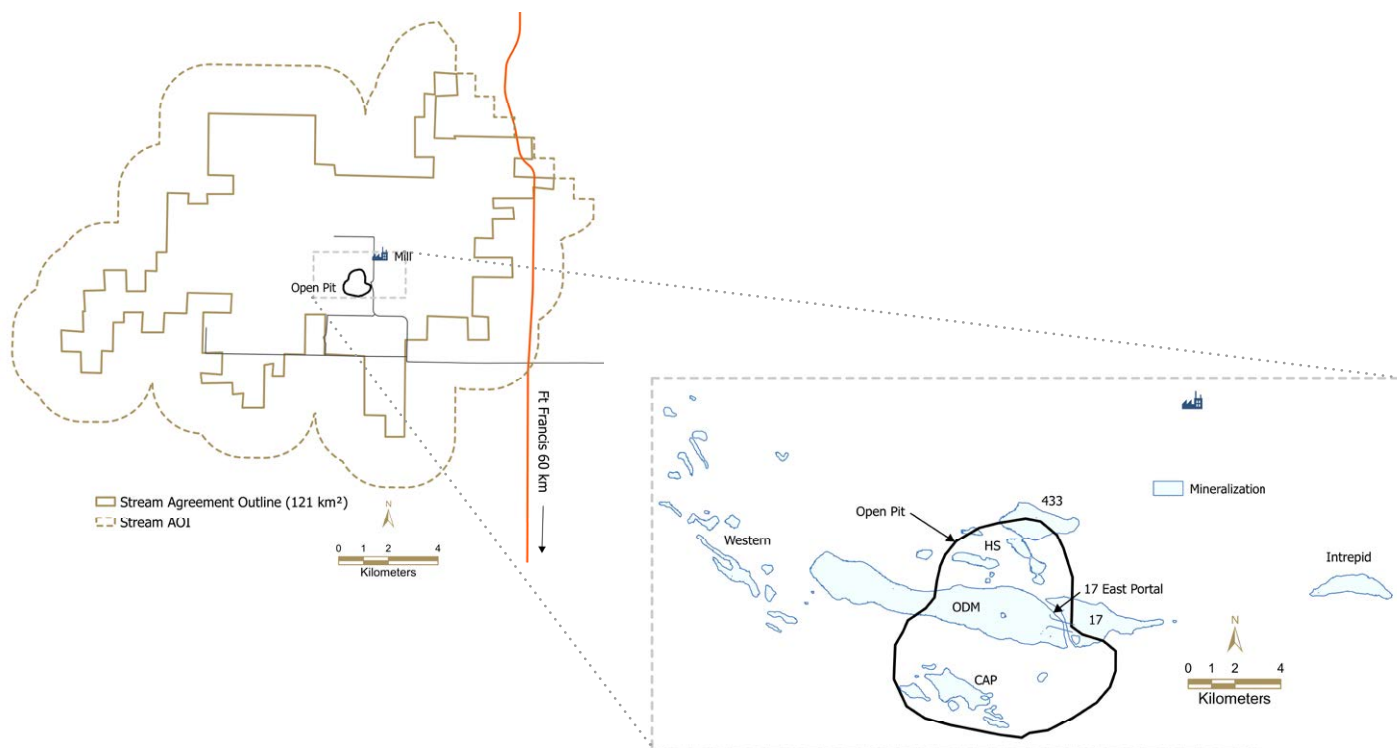 Mill
Open Pit
Ft Francis 60 km
Stream Agreement Outline (121 km²)
Stream AOI
N
0 1 2 4
Kilometers
Mineralization
433
Open Pit
HS
Western
Intrepid
17 East Portal
ODM
17
CAP
N
0 1 2 4
Kilometers